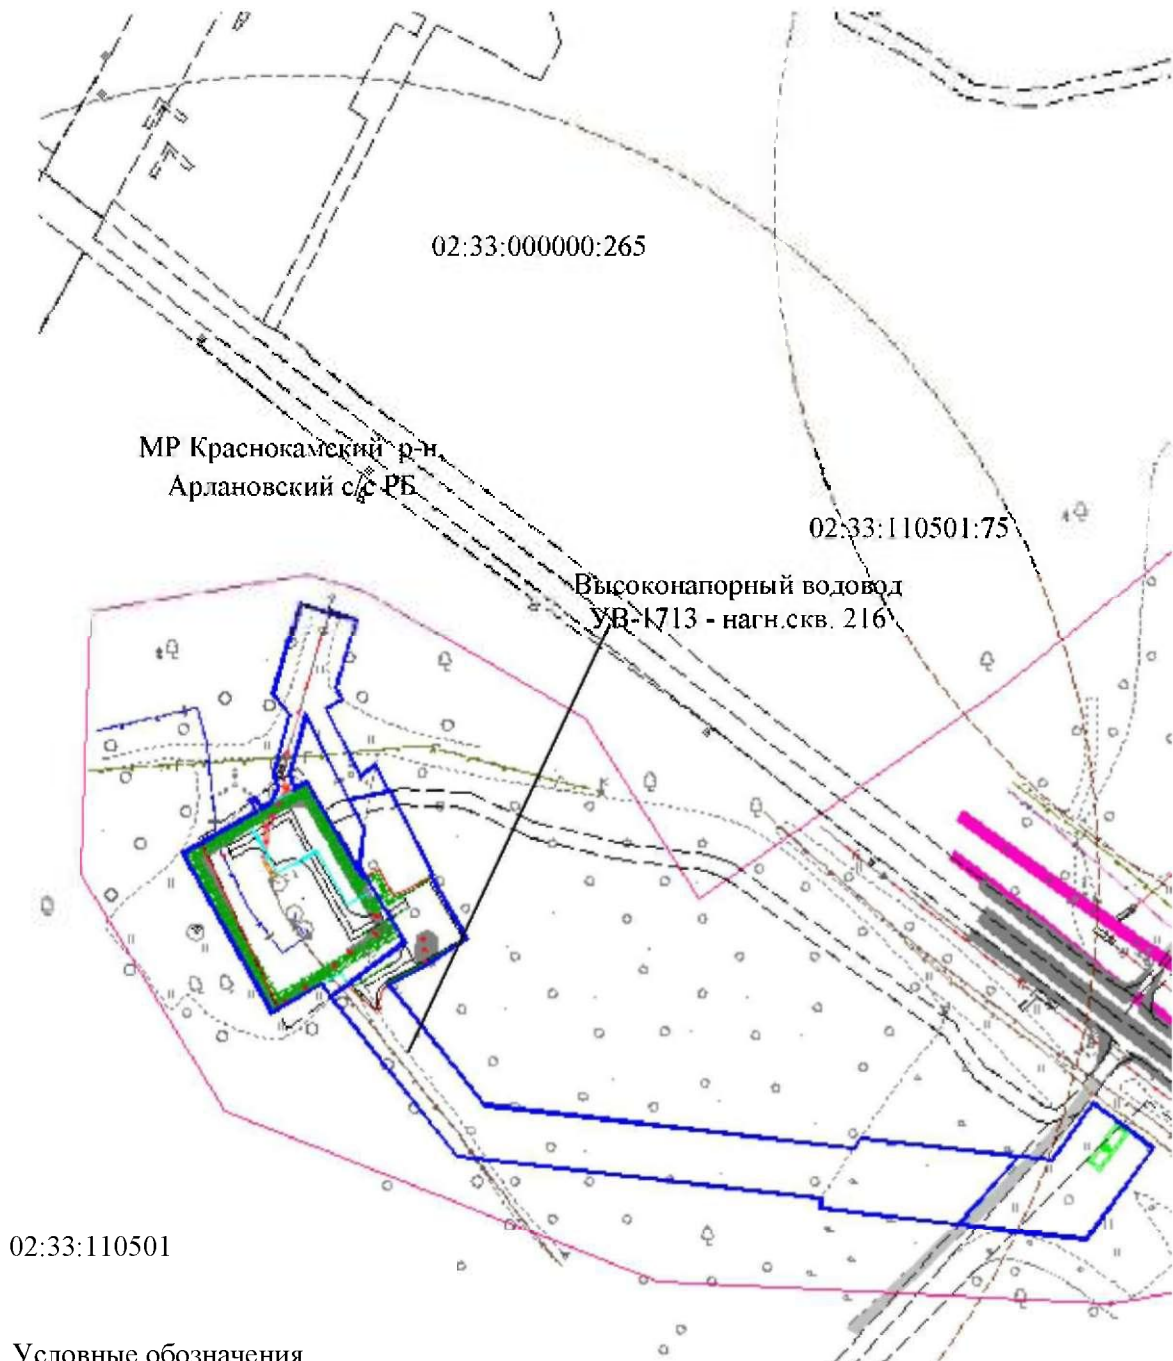 02:33:000000:265
МР Краснокамский р-н
Арлановский с/с РБ
02:33:110501:75
Высоконапорный водовод
УВ-1713 - нагн.скв. 216
02:33:110501
Условные обозначения